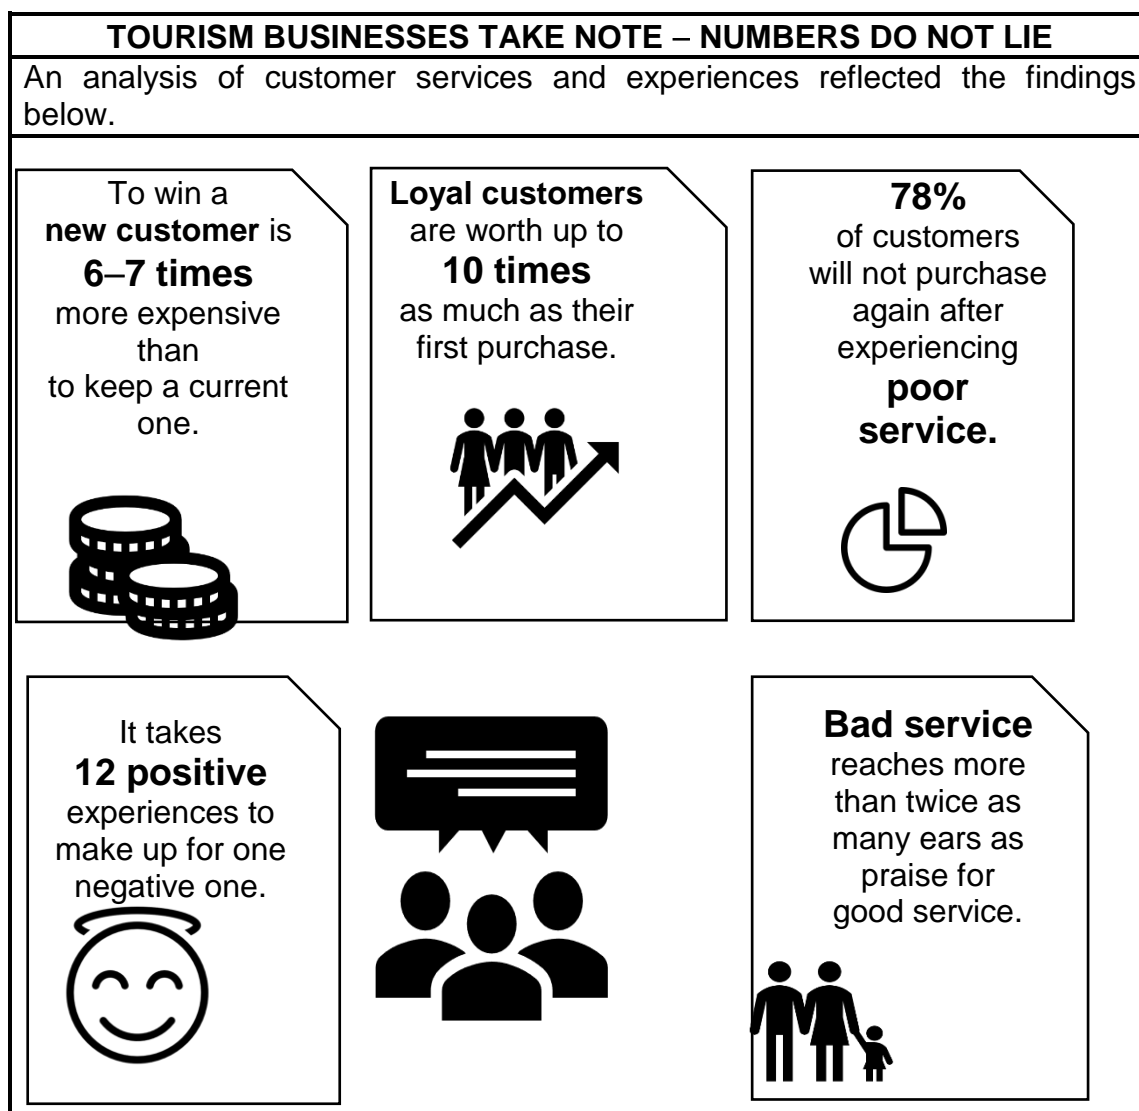 TOURISM BUSINESSES TAKE NOTE – NUMBERS DO NOT LIE
An analysis of customer services and experiences reflected the findings
below.
To win a
new customer is
6–7 times
more expensive
than
to keep a current
one.
Loyal customers
are worth up to
10 times
as much as their
first purchase.
78%
of customers
will not purchase
again after
experiencing
poor
service.
It takes
12 positive
experiences to
make up for one
negative one.
Bad service
reaches more
than twice as
many ears as
praise for
good service.